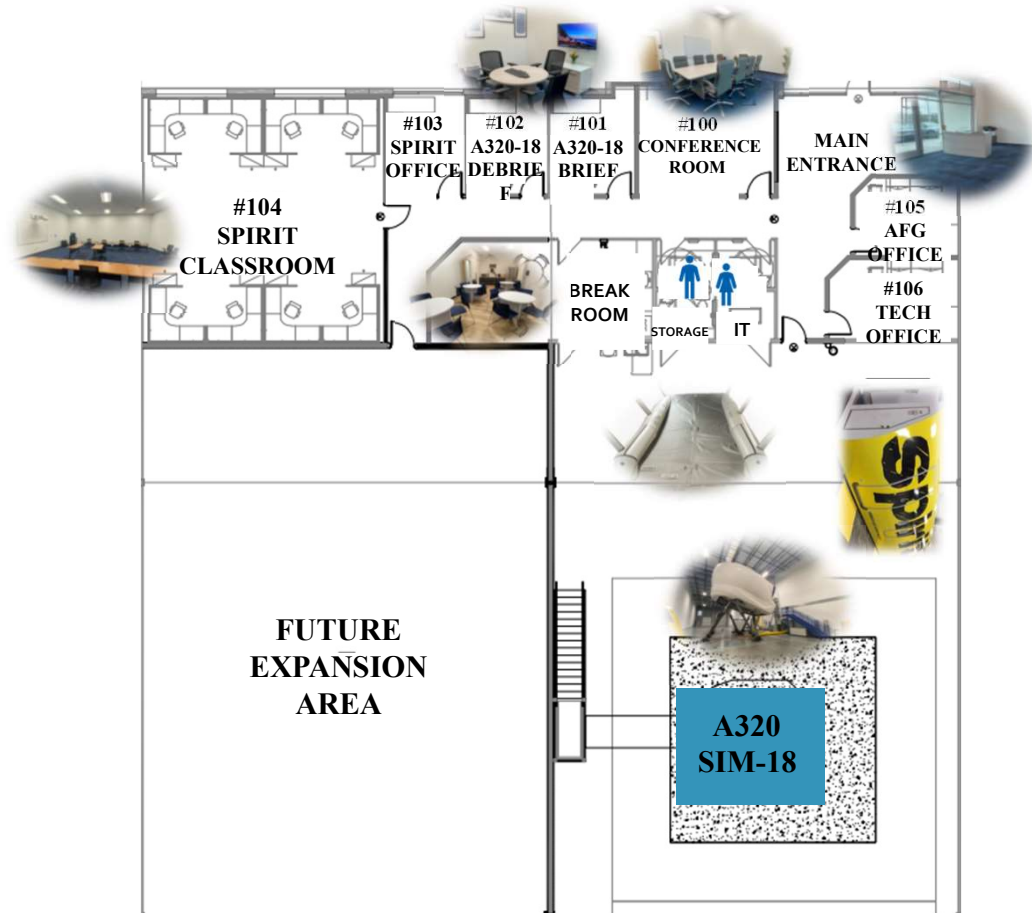 #103
SPIRIT
OFFICE
#102
A320-18
DEBRIE
F
#101
A320-18
BRIEF
#100
CONFERENCE
ROOM
MAIN
ENTRANCE
#104
SPIRIT
CLASSROOM
#105
AFG
OFFICE
#106
TECH
OFFICE
BREAK
ROOM
STORAGE
IT
spi
FUTURE
EXPANSION
AREA
A320
SIM-18